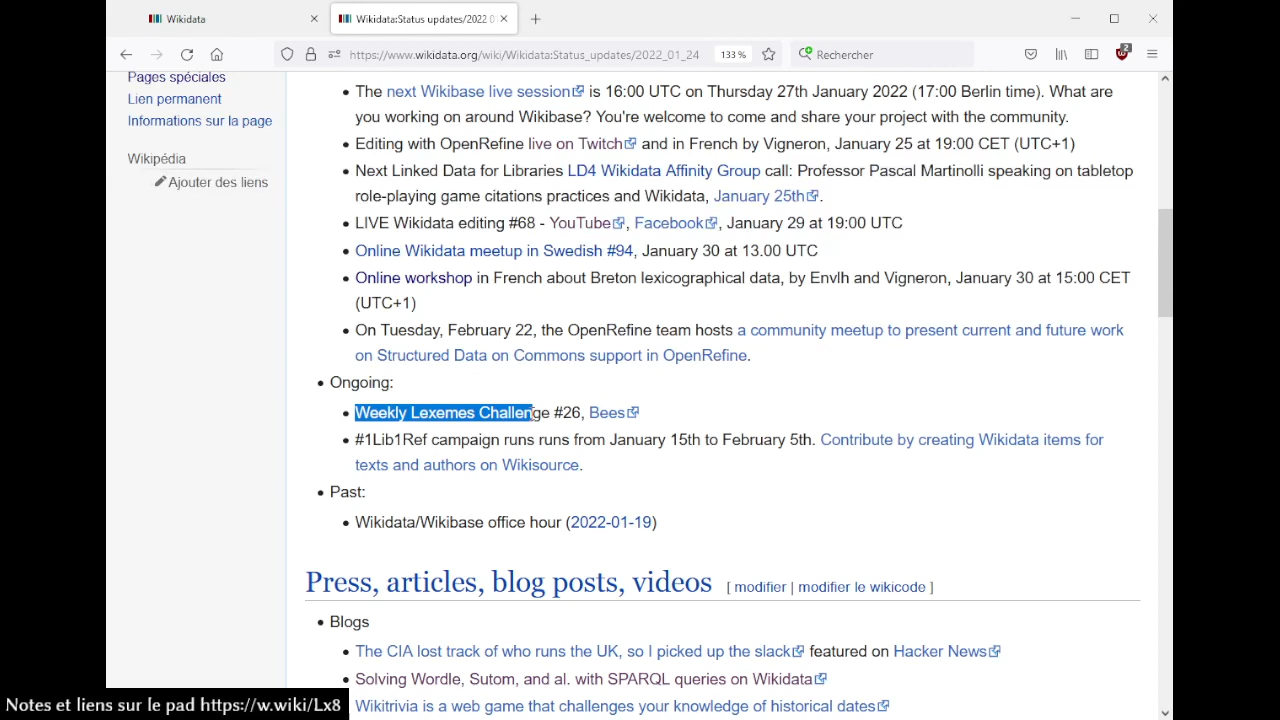 Wikidata
Wikidata:Status updates/2022 0
https://www.wikidata.org/wiki/Wikidata:Status_updates/2022_01_24
133 %
Rechercher
2
Pages spéciales
Lien permanent
Informations sur la page
Wikipédia
Ajouter des liens
The next Wikibase live session is 16:00 UTC on Thursday 27th January 2022 (17:00 Berlin time). What are
you working on around Wikibase? You're welcome to come and share your project with the community.
Editing with OpenRefine live on Twitch and in French by Vigneron, January 25 at 19:00 CET (UTC+1)
Next Linked Data for Libraries LD4 Wikidata Affinity Group call: Professor Pascal Martinolli speaking on tabletop
role-playing game citations practices and Wikidata, January 25th.
LIVE Wikidata editing #68 - YouTube, Facebook, January 29 at 19:00 UTC
Online Wikidata meetup in Swedish #94, January 30 at 13.00 UTC
Online workshop in French about Breton lexicographical data, by Envlh and Vigneron, January 30 at 15:00 CET
(UTC+1)
On Tuesday, February 22, the OpenRefine team hosts a community meetup to present current and future work
on Structured Data on Commons support in OpenRefine.
Ongoing:
Weekly Lexemes Challenge #26, Bees
#1Lib1Ref campaign runs runs from January 15th to February 5th. Contribute by creating Wikidata items for
texts and authors on Wikisource.
Past:
Wikidata/Wikibase office hour (2022-01-19)
Press, articles, blog posts, videos [ modifier | modifier le wikicode ]
Blogs
The CIA lost track of who runs the UK, so I picked up the slack featured on Hacker News
Solving Wordle, Sutom, and al. with SPARQL queries on Wikidata
Wikitrivia is a web game that challenges your knowledge of historical dates
Notes et liens sur le pad https://w.wiki/Lx8